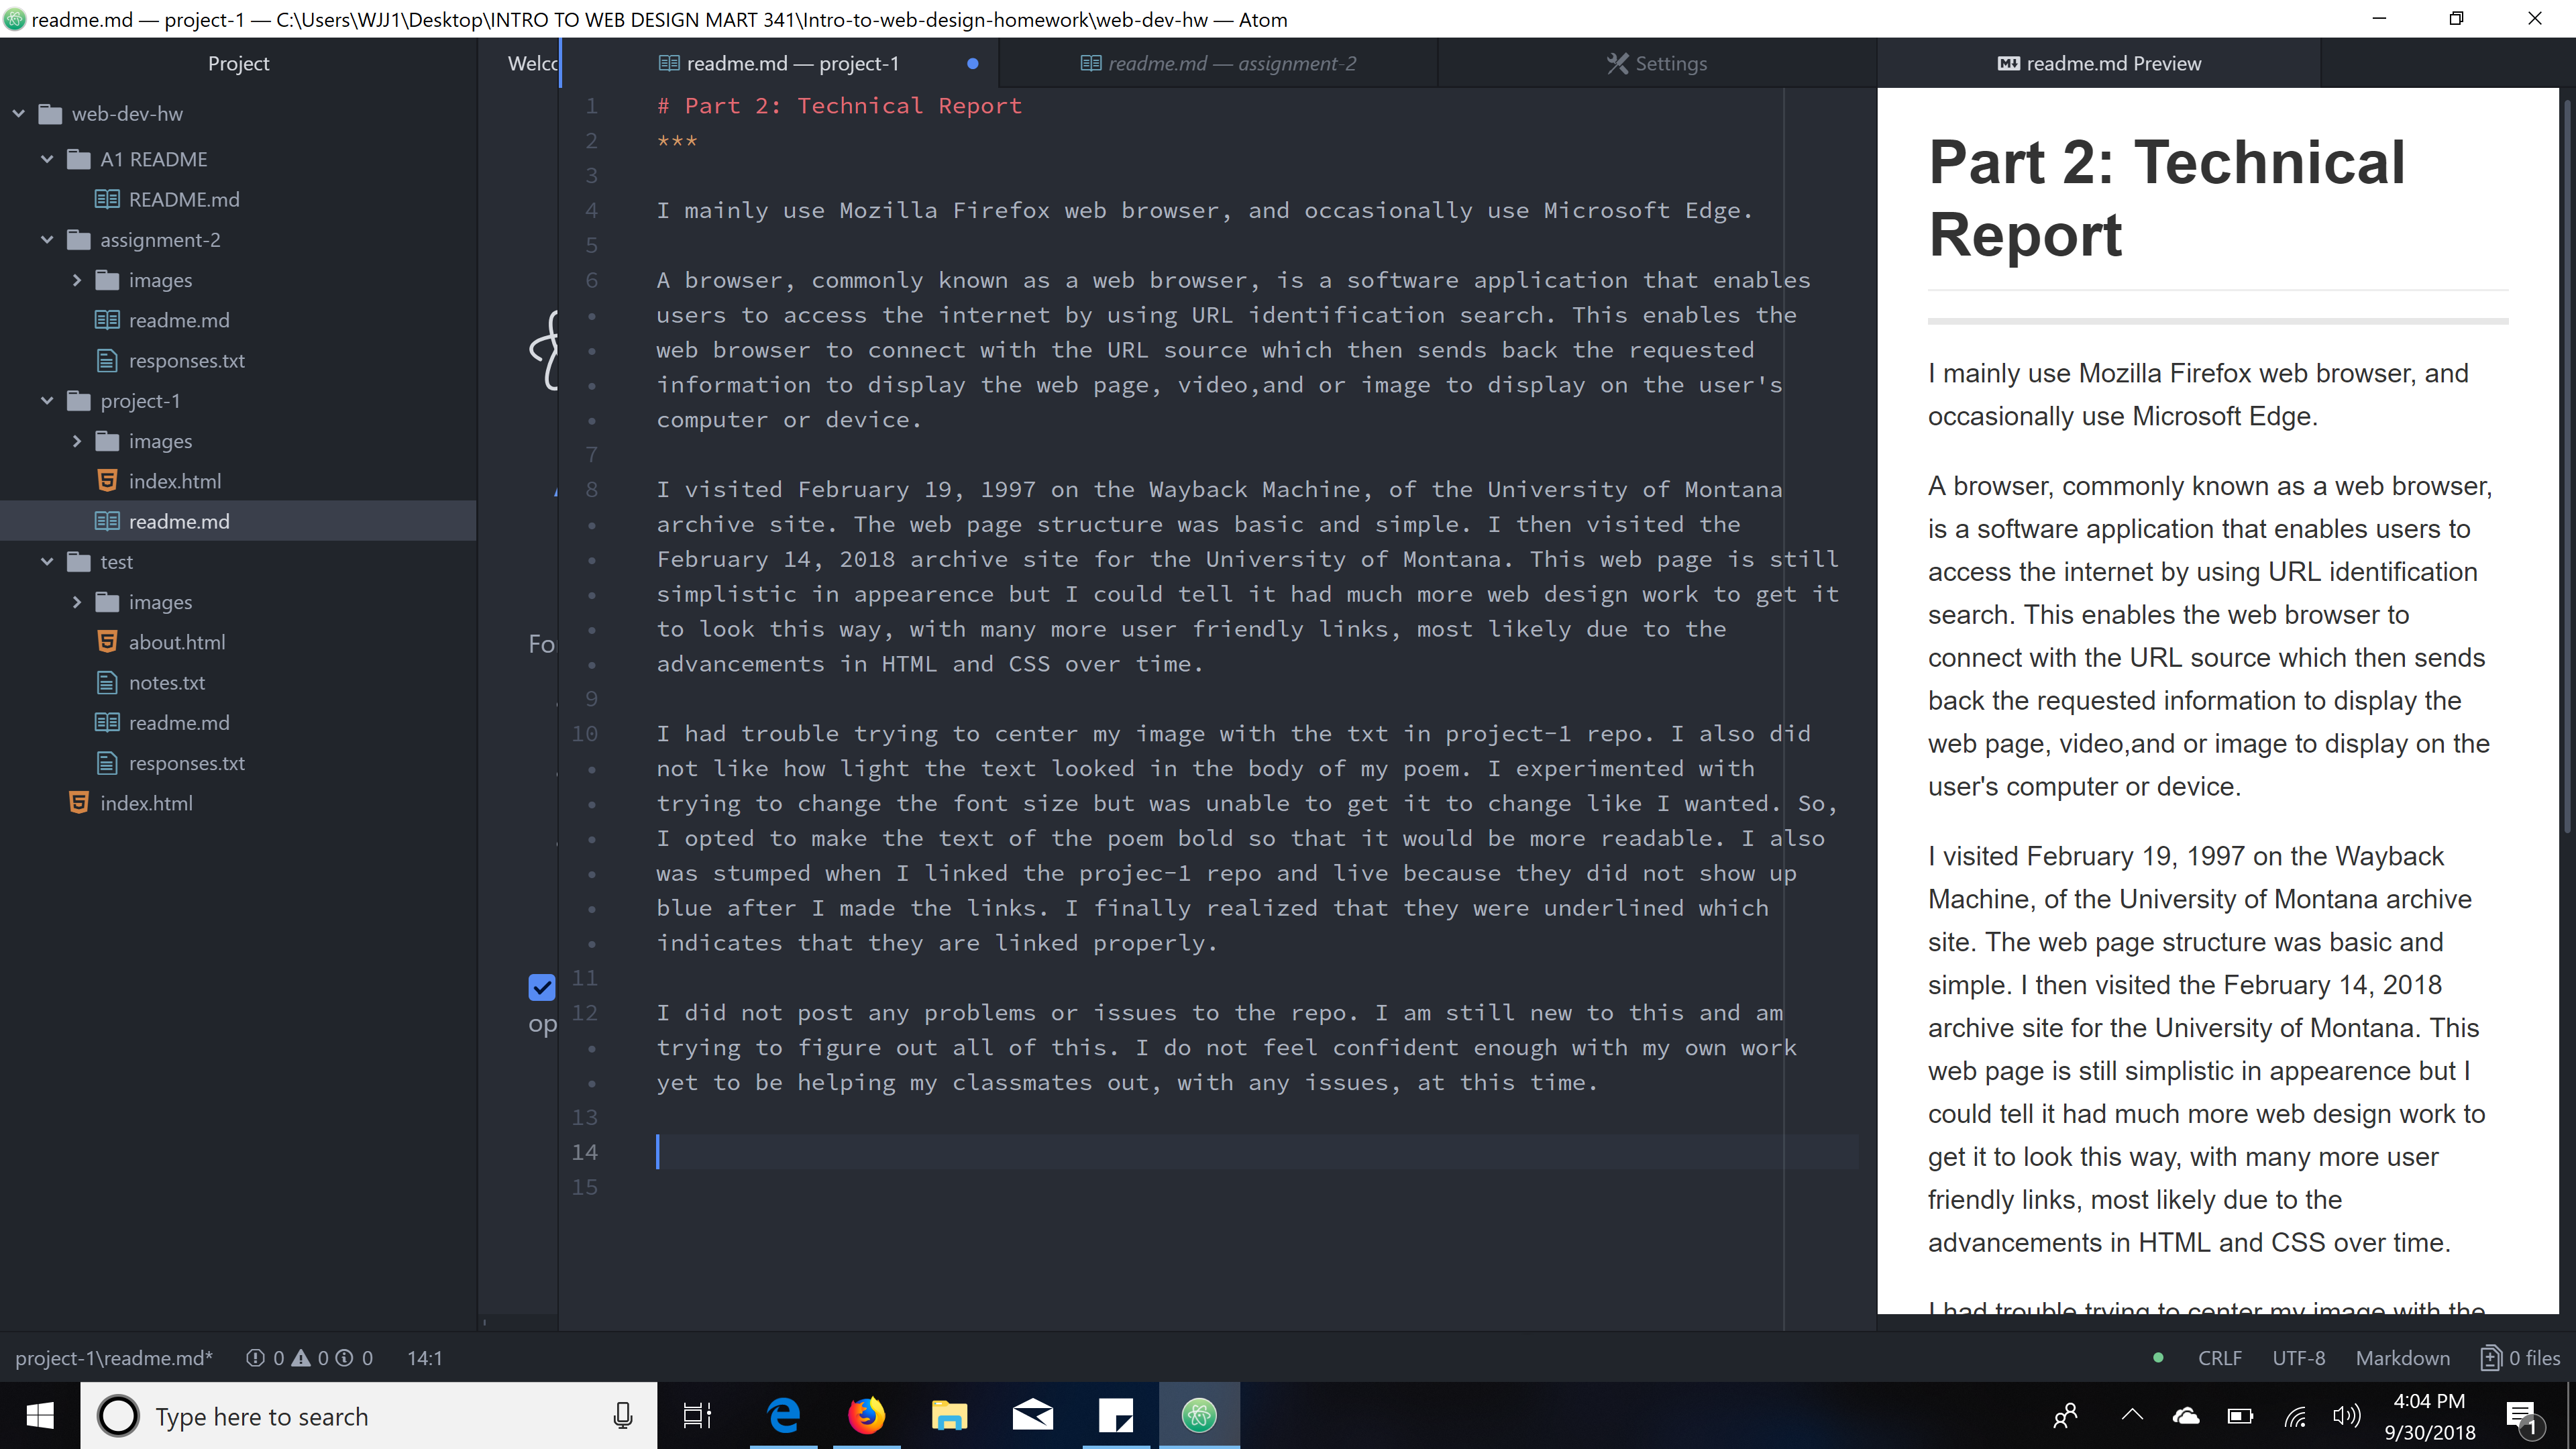 readme.md — project-1 — C:\Users\WJJ1\Desktop\INTRO TO WEB DESIGN MART 341\Intro-to-web-design-homework\web-dev-hw — Atom
Project
web-dev-hw
A1 README
README.md
assignment-2
images
readme.md
responses.txt
project-1
images
index.html
readme.md
test
images
about.html
notes.txt
readme.md
responses.txt
index.html
Welcc
For
op
readme.md — project-1
readme.md — assignment-2
Settings
readme.md Preview
1 # Part 2: Technical Report
2 ***
3
4 I mainly use Mozilla Firefox web browser, and occasionally use Microsoft Edge.
5
6 A browser, commonly known as a web browser, is a software application that enables
• users to access the internet by using URL identification search. This enables the
• web browser to connect with the URL source which then sends back the requested
• information to display the web page, video,and or image to display on the user's
• computer or device.
7
8 I visited February 19, 1997 on the Wayback Machine, of the University of Montana
• archive site. The web page structure was basic and simple. I then visited the
• February 14, 2018 archive site for the University of Montana. This web page is still
• simplistic in appearence but I could tell it had much more web design work to get it
• to look this way, with many more user friendly links, most likely due to the
• advancements in HTML and CSS over time.
9
10 I had trouble trying to center my image with the txt in project-1 repo. I also did
• not like how light the text looked in the body of my poem. I experimented with
• trying to change the font size but was unable to get it to change like I wanted. So,
• I opted to make the text of the poem bold so that it would be more readable. I also
• was stumped when I linked the projec-1 repo and live because they did not show up
• blue after I made the links. I finally realized that they were underlined which
• indicates that they are linked properly.
11
12 I did not post any problems or issues to the repo. I am still new to this and am
• trying to figure out all of this. I do not feel confident enough with my own work
• yet to be helping my classmates out, with any issues, at this time.
13
14
15
Part 2: Technical
Report
I mainly use Mozilla Firefox web browser, and
occasionally use Microsoft Edge.
A browser, commonly known as a web browser,
is a software application that enables users to
access the internet by using URL identification
search. This enables the web browser to
connect with the URL source which then sends
back the requested information to display the
web page, video,and or image to display on the
user's computer or device.
I visited February 19, 1997 on the Wayback
Machine, of the University of Montana archive
site. The web page structure was basic and
simple. I then visited the February 14, 2018
archive site for the University of Montana. This
web page is still simplistic in appearence but I
could tell it had much more web design work to
get it to look this way, with many more user
friendly links, most likely due to the
advancements in HTML and CSS over time.
I had trouble trying to center my image with the
project-1\readme.md* 0 0 0 14:1
CRLF UTF-8 Markdown 0 files
Type here to search
4:04 PM
9/30/2018
1